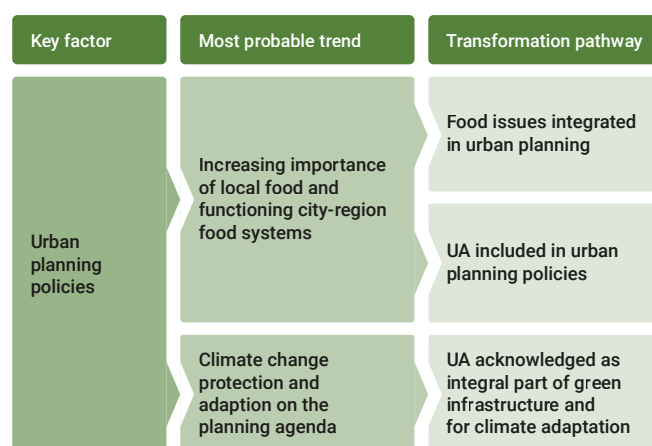 Key factor
Most probable trend
Transformation pathway
Urban
planning
policies
Increasing importance
of local food and
functioning city-region
food systems
Food issues integrated
in urban planning
UA included in urban
planning policies
Climate change
protection and
adaption on the
planning agenda
UA acknowledged as
integral part of green
infrastructure and
for climate adaptation